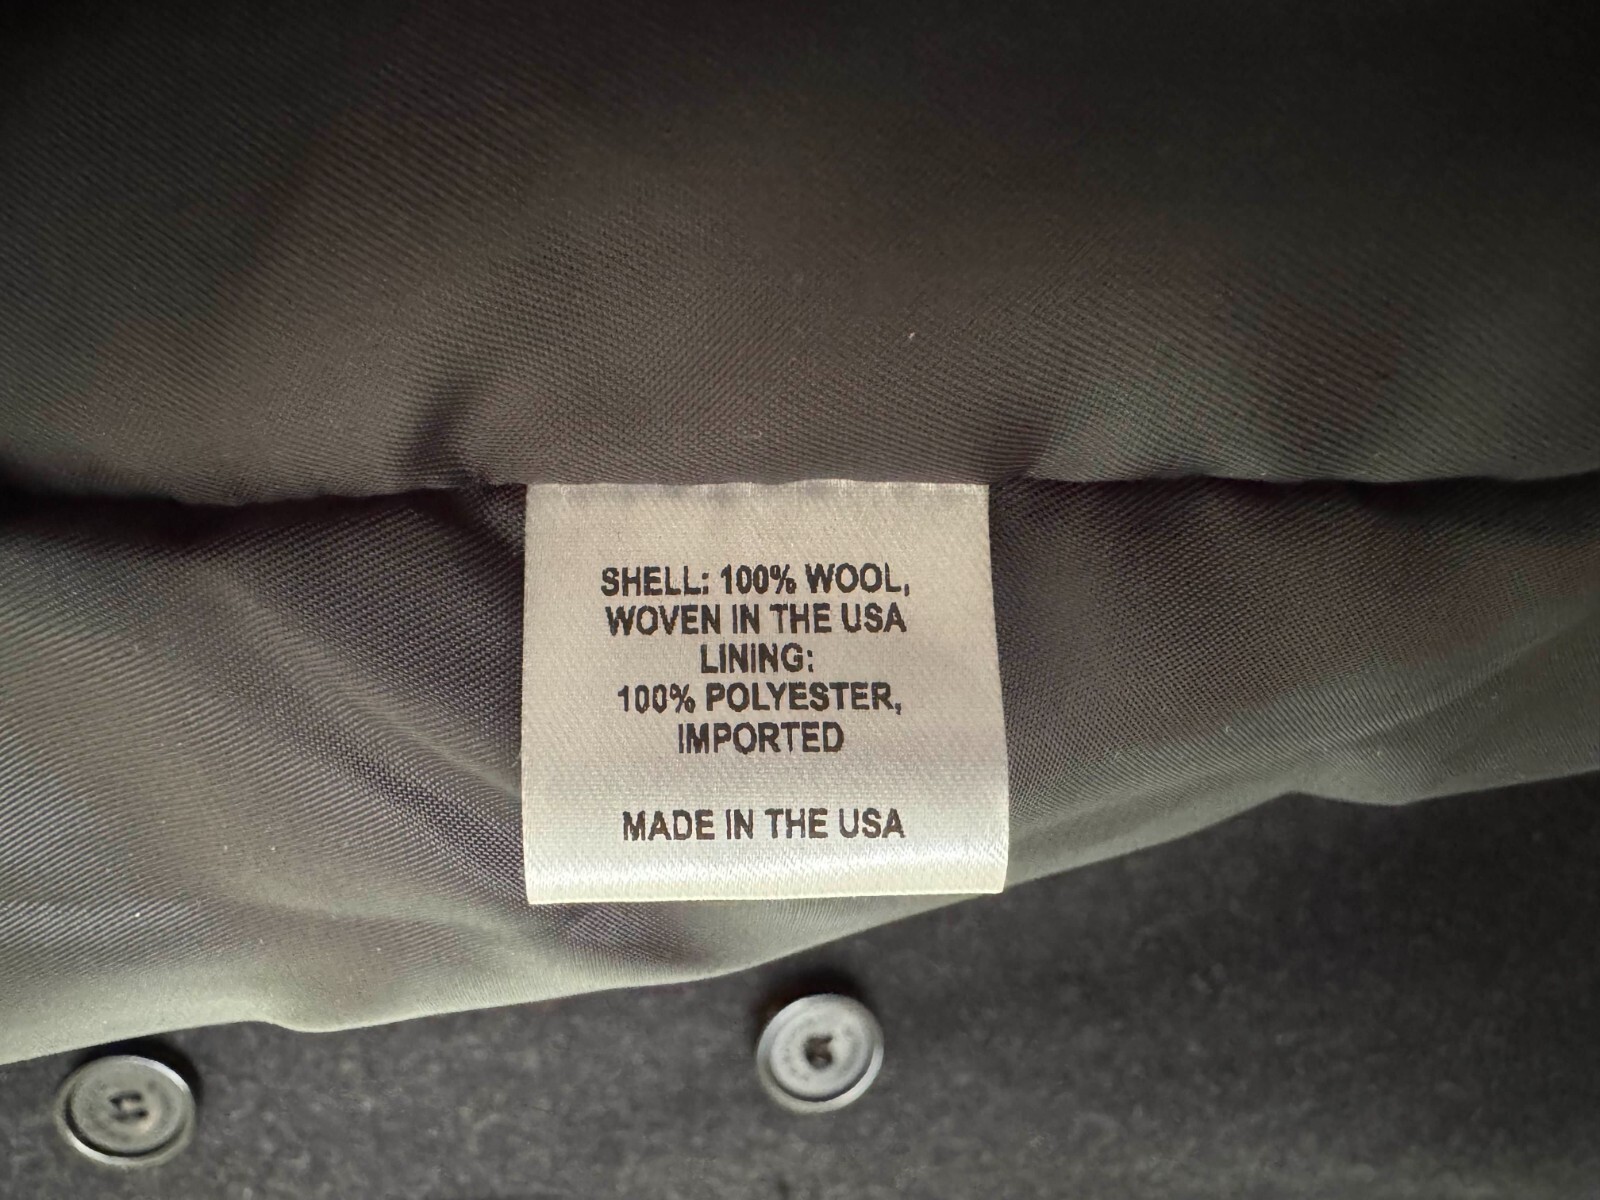 SHELL: 100% WOOL,
WOVEN IN THE USA
LINING:
100% POLYESTER,
IMPORTED
MADE IN THE USA